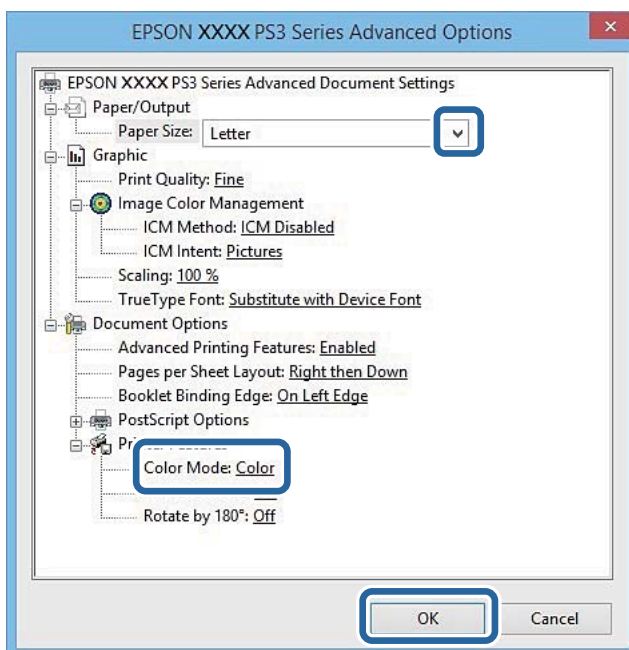 EPSON XXXX PS3 Series Advanced Options
EPSON XXXX PS3 Series Advanced Document Settings
Paper/Output
Paper Size: Letter
Graphic
Print Quality: Fine
Image Color Management
ICM Method: ICM Disabled
ICM Intent: Pictures
Scaling: 100 %
TrueType Font: Substitute with Device Font
Document Options
Advanced Printing Features: Enabled
Pages per Sheet Layout: Right then Down
Booklet Binding Edge: On Left Edge
PostScript Options
Color Mode: Color
Rotate by 180°: Off
OK Cancel